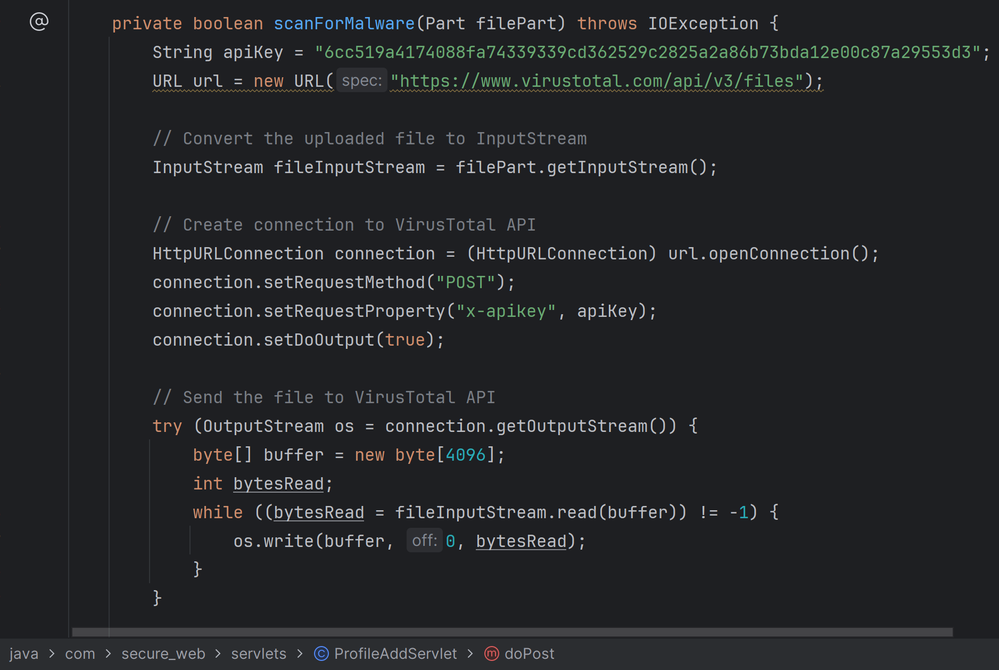 @
private boolean scanForMalware(Part filePart) throws IOException {
String apiKey = "6cc519a4174088fa74339339cd362529c2825a2a86b73bda12e00c87a29553d3";
URL url = new URL( spec: "https://www.virustotal.com/api/v3/files");
// Convert the uploaded file to InputStream
InputStream fileInputStream = filePart.getInputStream();
// Create connection to VirusTotal API
HttpURLConnection connection = (HttpURLConnection) url.openConnection();
connection.setRequestMethod("POST");
connection.setRequestProperty("x-apikey", apiKey);
connection.setDoOutput(true);
// Send the file to VirusTotal API
try (OutputStream os = connection.getOutputStream()) {
byte[] buffer = new byte[4096];
int bytesRead;
while ((bytesRead = fileInputStream.read(buffer)) != -1) {
os.write(buffer, off: 0, bytesRead);
}
}
java > com > secure_web > servlets > C ProfileAddServlet > m doPost